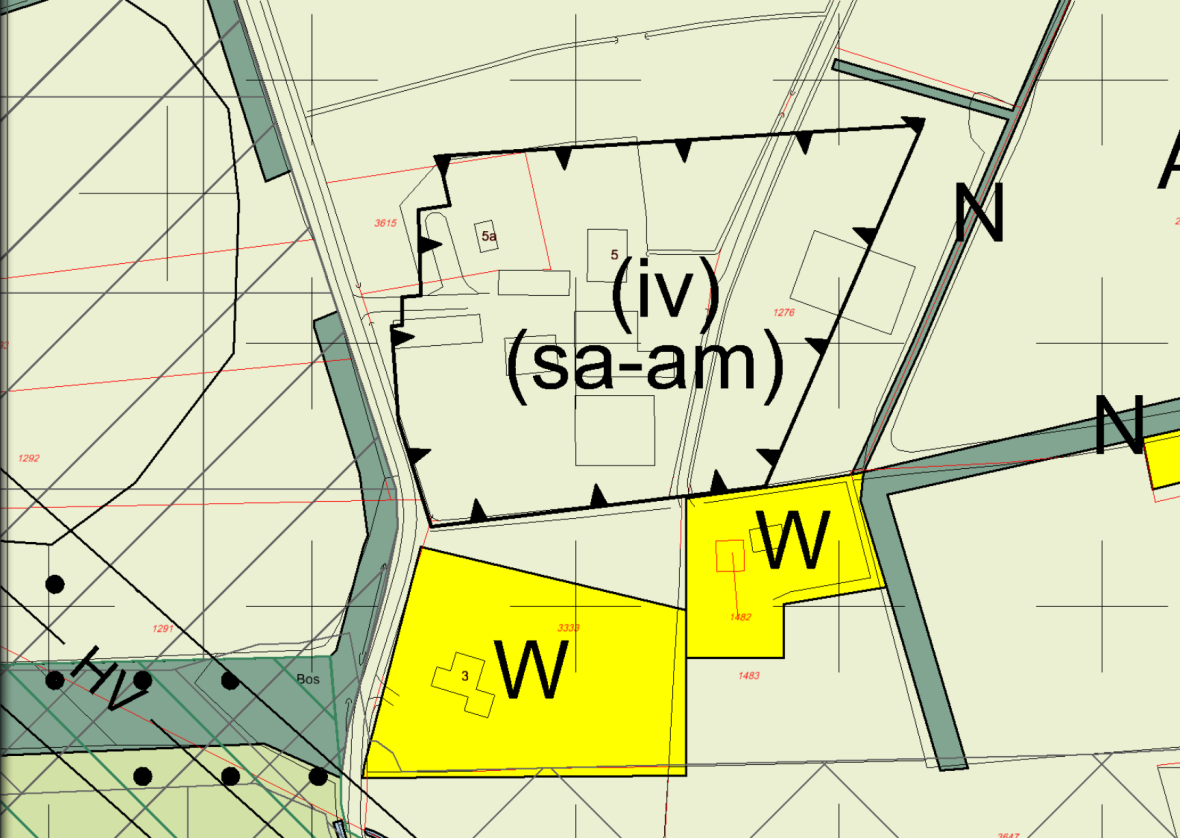 N
A
3615
5a
5
(iv)
1276
(sa-am)
N
1292
W
1482
1291
3333
W
3
HV
Bos
1483
3647